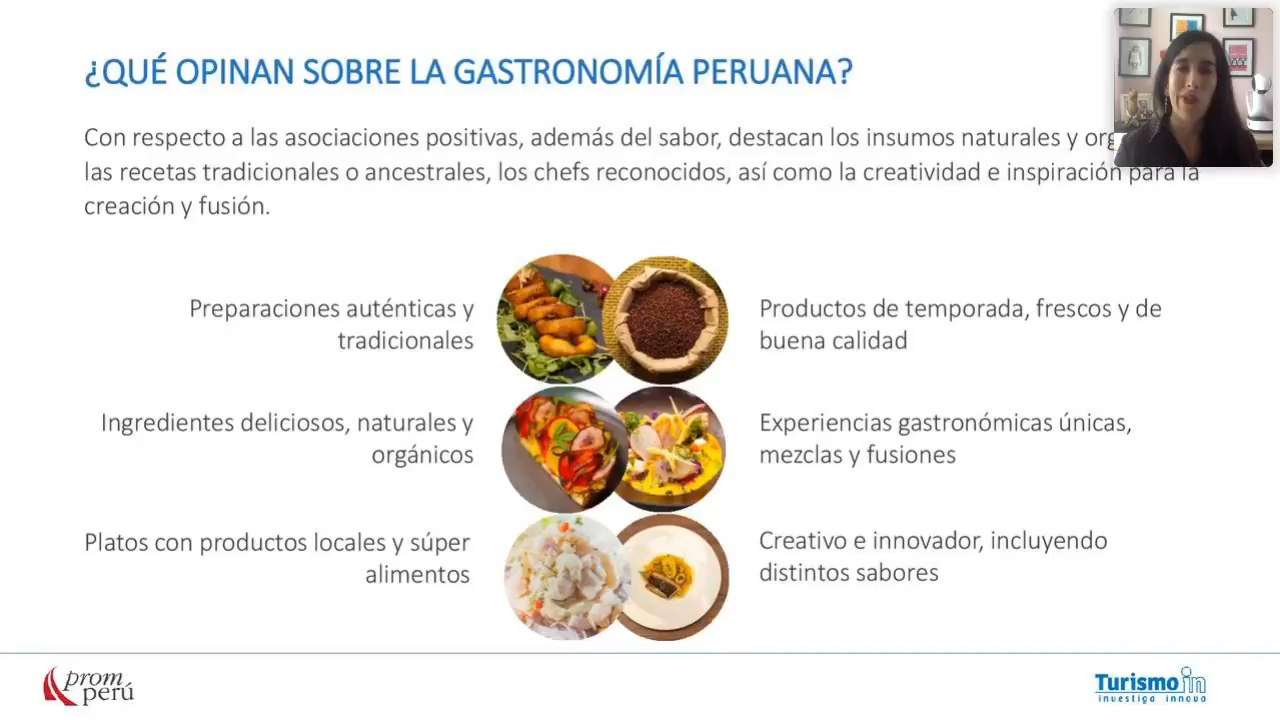 ¿QUÉ OPINAN SOBRE LA GASTRONOMÍA PERUANA?
Con respecto a las asociaciones positivas, además del sabor, destacan los insumos naturales y
las recetas tradicionales o ancestrales, los chefs reconocidos, así como la creatividad e inspiración para la
creación y fusión.
Preparaciones auténticas y
tradicionales
Productos de temporada, frescos y de
buena calidad
Ingredientes deliciosos, naturales y
orgánicos
Experiencias gastronómicas únicas,
mezclas y fusiones
Platos con productos locales y súper
alimentos
Creativo e innovador, incluyendo
distintos sabores
prom
perú
Turismo in
investiga innova